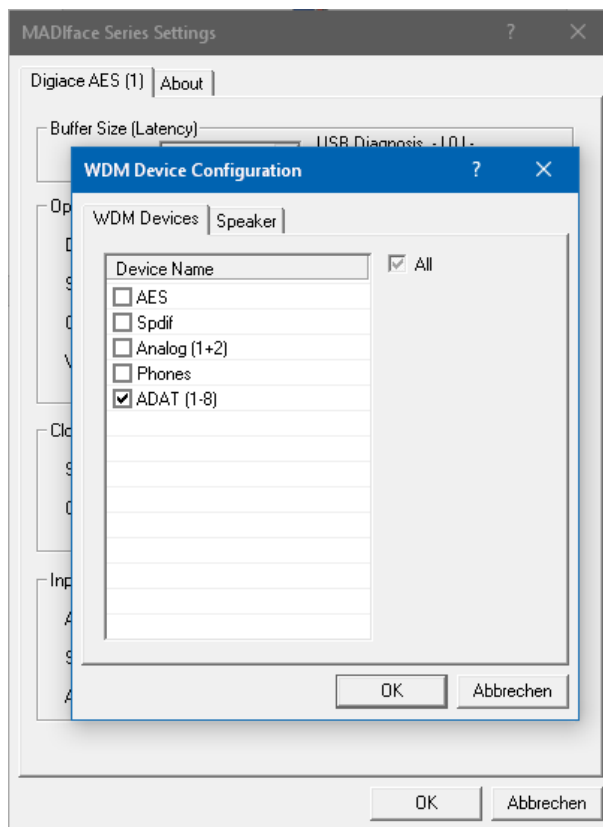 MADIface Series Settings
Digiace AES (1) About
Buffer Size (Latency)
USB Diagnosis
WDM Device Configuration
WDM Devices Speaker
Device Name
All
AES
Spdif
Analog (1+2)
Phones
ADAT (1-8)
OK Abbrechen
OK Abbrechen